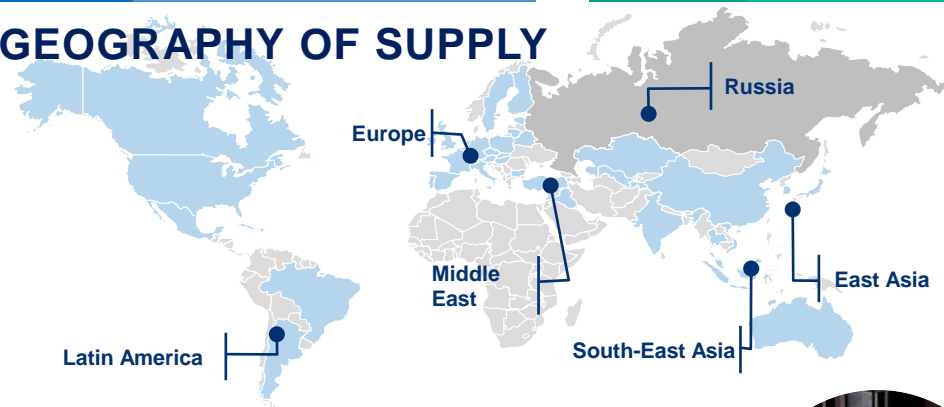 GEOGRAPHY OF SUPPLY
Russia
Europe
Middle
East
East Asia
South-East Asia
Latin America